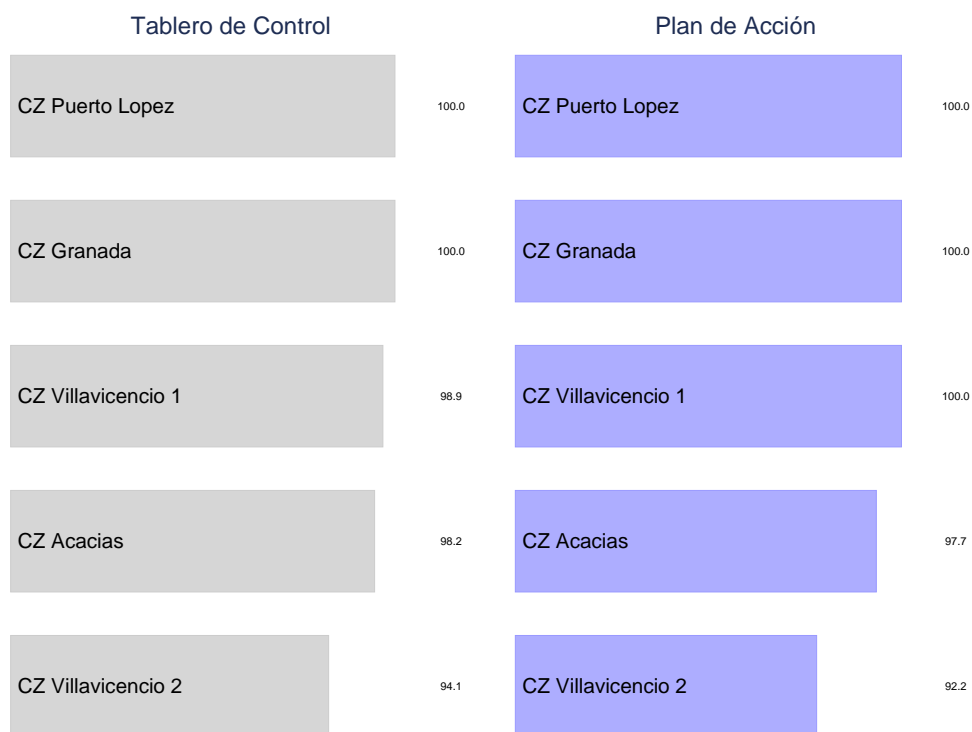 Tablero de Control
CZ Puerto Lopez 100.0
CZ Granada 100.0
CZ Villavicencio 1 98.9
CZ Acacias 98.2
CZ Villavicencio 2 94.1
Plan de Acción
CZ Puerto Lopez 100.0
CZ Granada 100.0
CZ Villavicencio 1 100.0
CZ Acacias 97.7
CZ Villavicencio 2 92.2